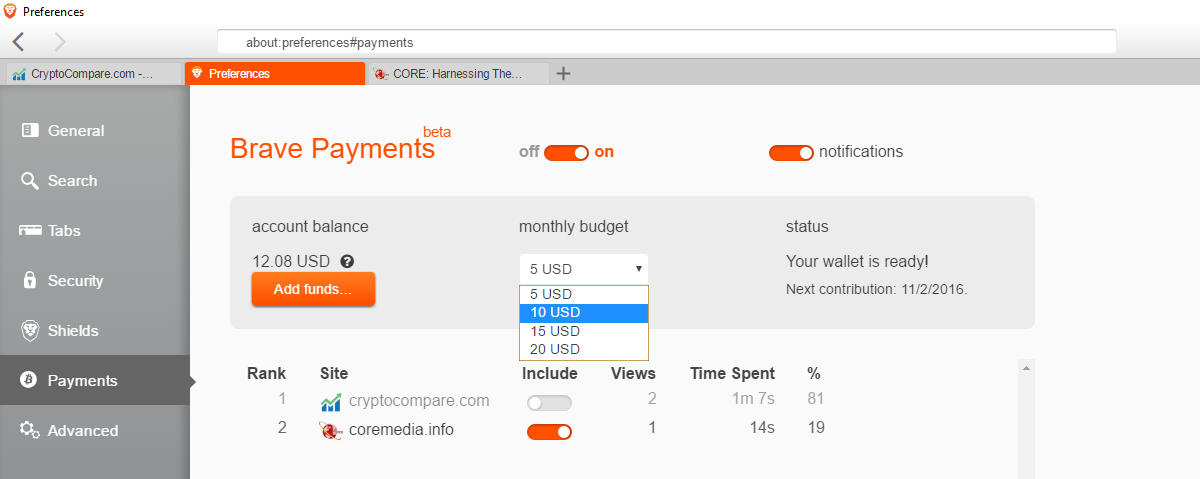 Preferences
about:preferences#payments
CryptoCompare.com -...
Preferences
CORE: Harnessing The...
General
Search
Tabs
Security
Shields
Payments
Advanced
Brave Payments beta
off on
notifications
account balance
monthly budget
status
12.08 USD
5 USD
Your wallet is ready!
Add funds...
Next contribution: 11/2/2016.
5 USD
10 USD
15 USD
20 USD
Rank Site Include Views Time Spent %
1 cryptocompare.com 2 1m 7s 81
2 coremedia.info 1 14s 19